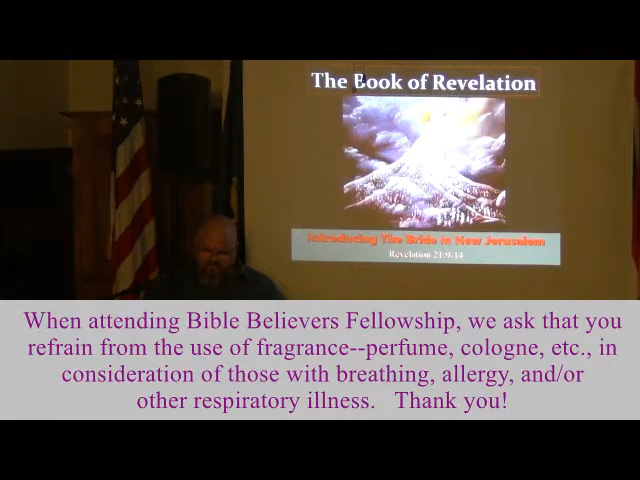 The Book of Revelation
Introducing The Bride in New Jerusalem
Revelation 21:9-14
When attending Bible Believers Fellowship, we ask that you
refrain from the use of fragrance--perfume, cologne, etc., in
consideration of those with breathing, allergy, and/or
other respiratory illness. Thank you!